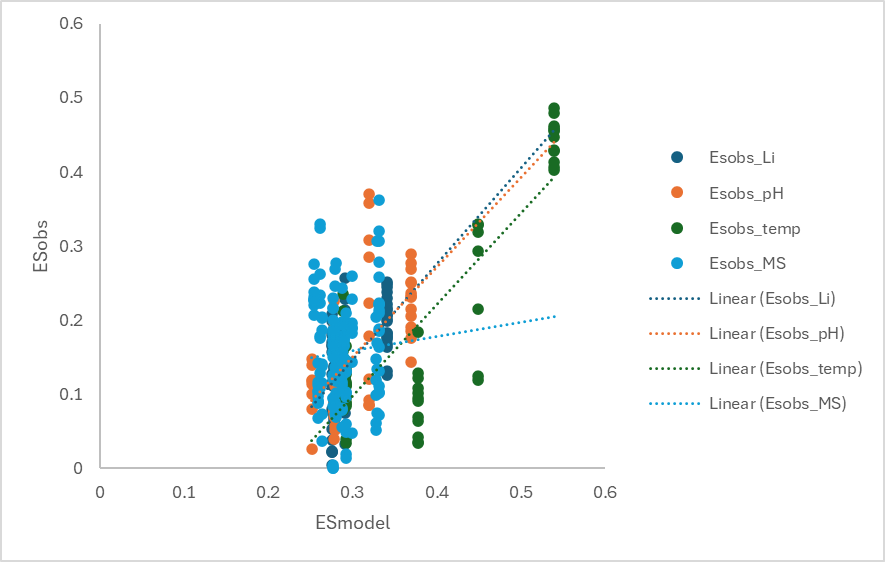 0.6
0.5
0.4
0.3
0.2
0.1
0
ESobs
0 0.1 0.2 0.3 0.4 0.5 0.6
ESmodel
Esobs_Li
Esobs_pH
Esobs_temp
Esobs_MS
Linear (Esobs_Li)
Linear (Esobs_pH)
Linear (Esobs_temp)
Linear (Esobs_MS)